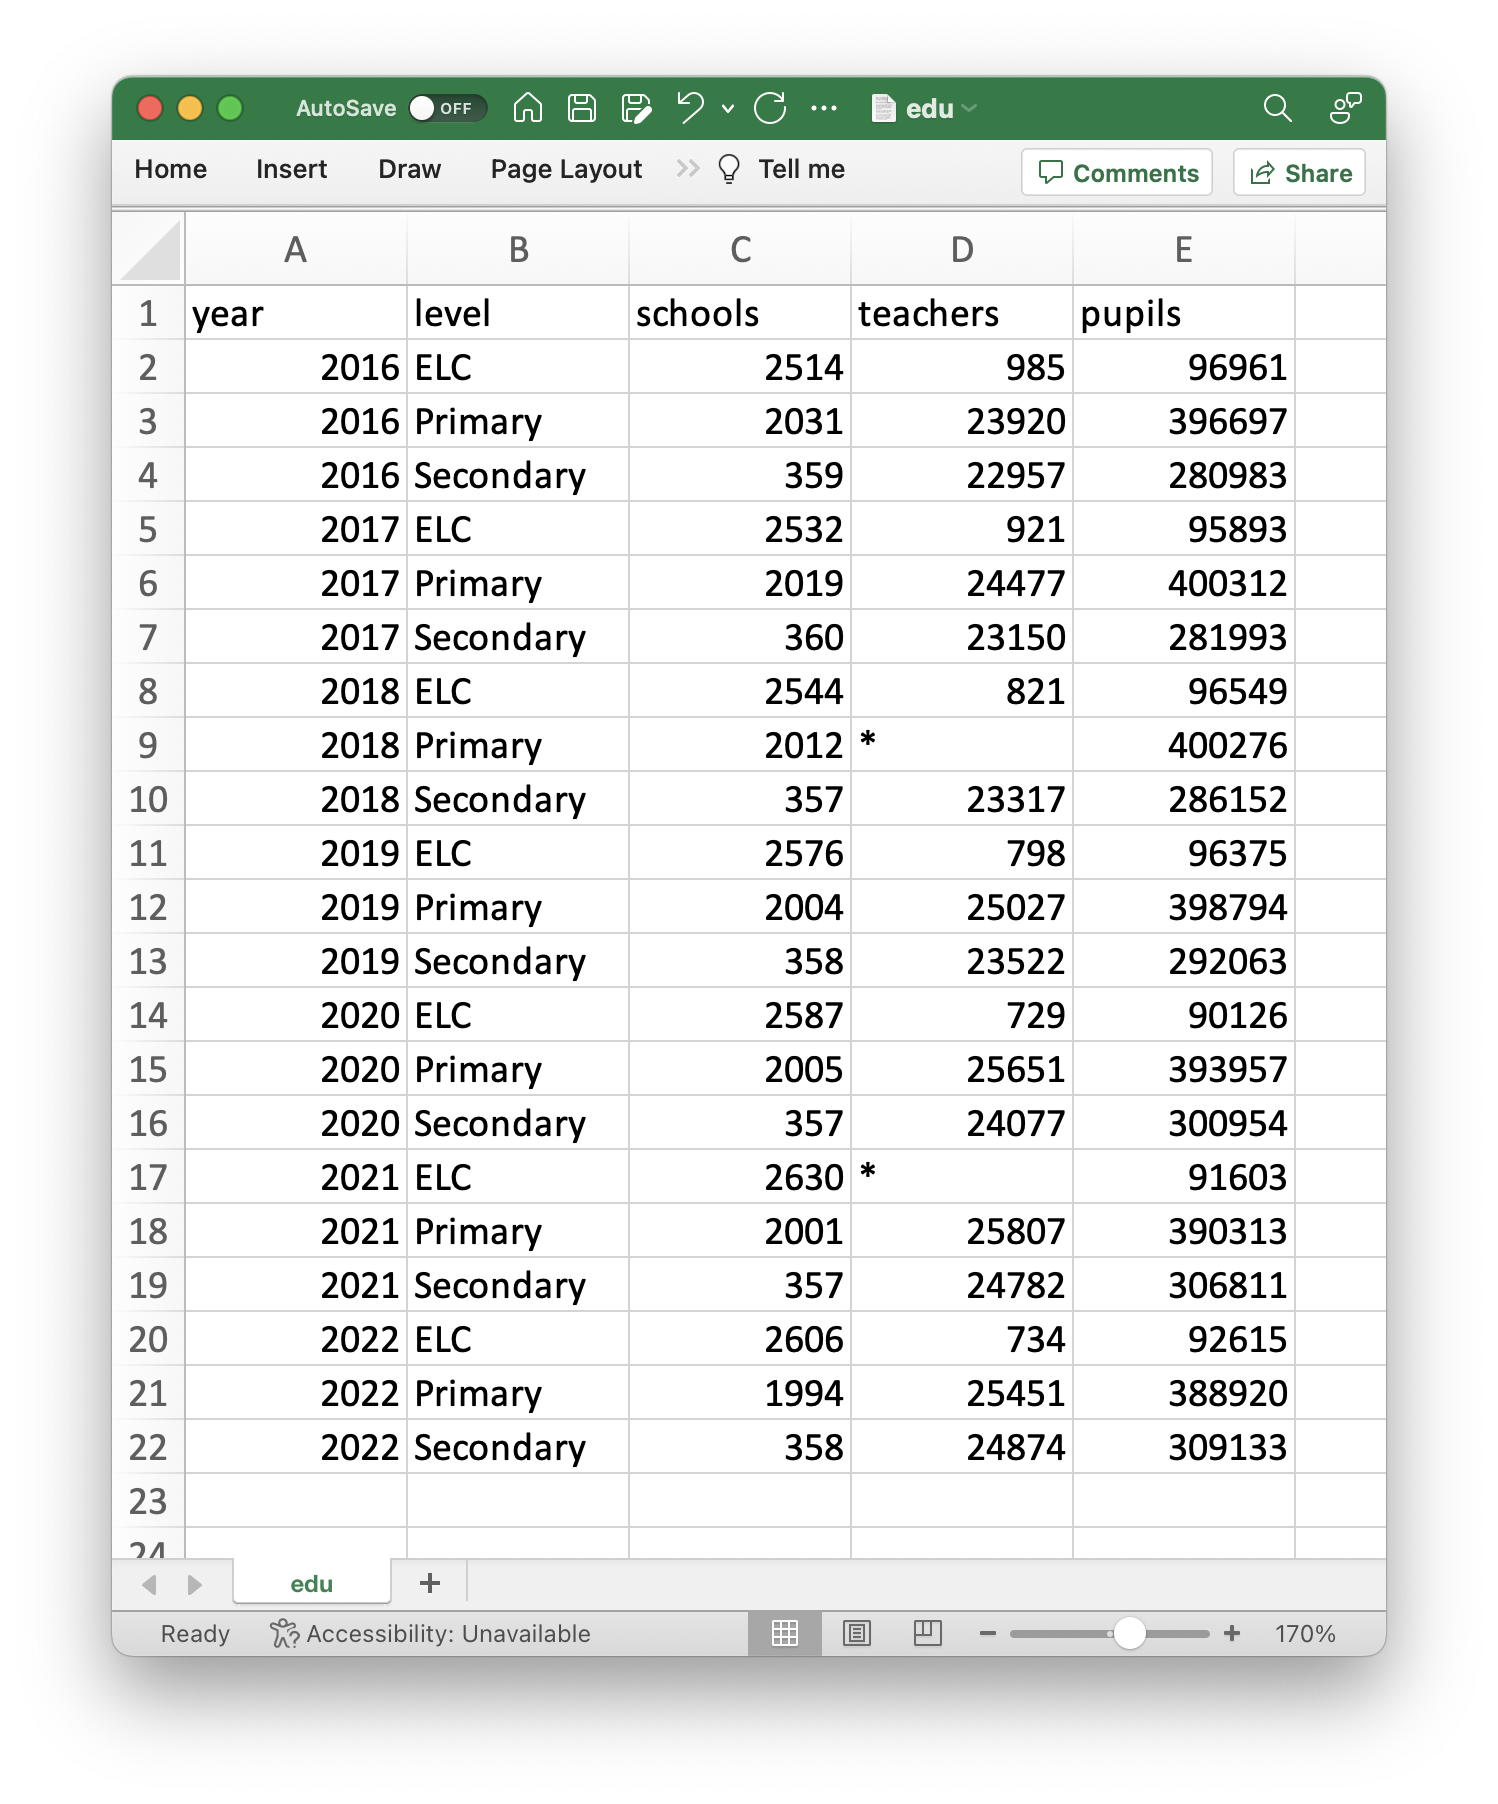 AutoSave OFF edu
Home Insert Draw Page Layout Tell me Comments Share
A B C D E
1 year level schools teachers pupils
2 2016 ELC 2514 985 96961
3 2016 Primary 2031 23920 396697
4 2016 Secondary 359 22957 280983
5 2017 ELC 2532 921 95893
6 2017 Primary 2019 24477 400312
7 2017 Secondary 360 23150 281993
8 2018 ELC 2544 821 96549
9 2018 Primary 2012 * 400276
10 2018 Secondary 357 23317 286152
11 2019 ELC 2576 798 96375
12 2019 Primary 2004 25027 398794
13 2019 Secondary 358 23522 292063
14 2020 ELC 2587 729 90126
15 2020 Primary 2005 25651 393957
16 2020 Secondary 357 24077 300954
17 2021 ELC 2630 * 91603
18 2021 Primary 2001 25807 390313
19 2021 Secondary 357 24782 306811
20 2022 ELC 2606 734 92615
21 2022 Primary 1994 25451 388920
22 2022 Secondary 358 24874 309133
23
24
edu +
Ready Accessibility: Unavailable − + 170%